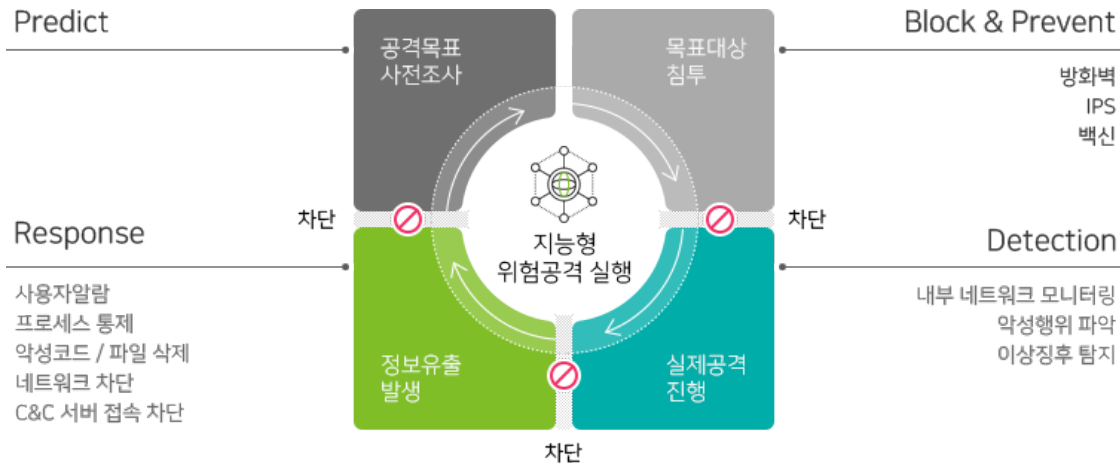 Predict
Block & Prevent
공격목표
사전조사
목표대상
침투
방화벽
IPS
백신
차단
차단
지능형
위험공격 실행
Response
Detection
사용자알람
프로세스 통제
악성코드 / 파일 삭제
네트워크 차단
C&C 서버 접속 차단
정보유출
발생
실제공격
진행
내부 네트워크 모니터링
악성행위 파악
이상징후 탐지
차단